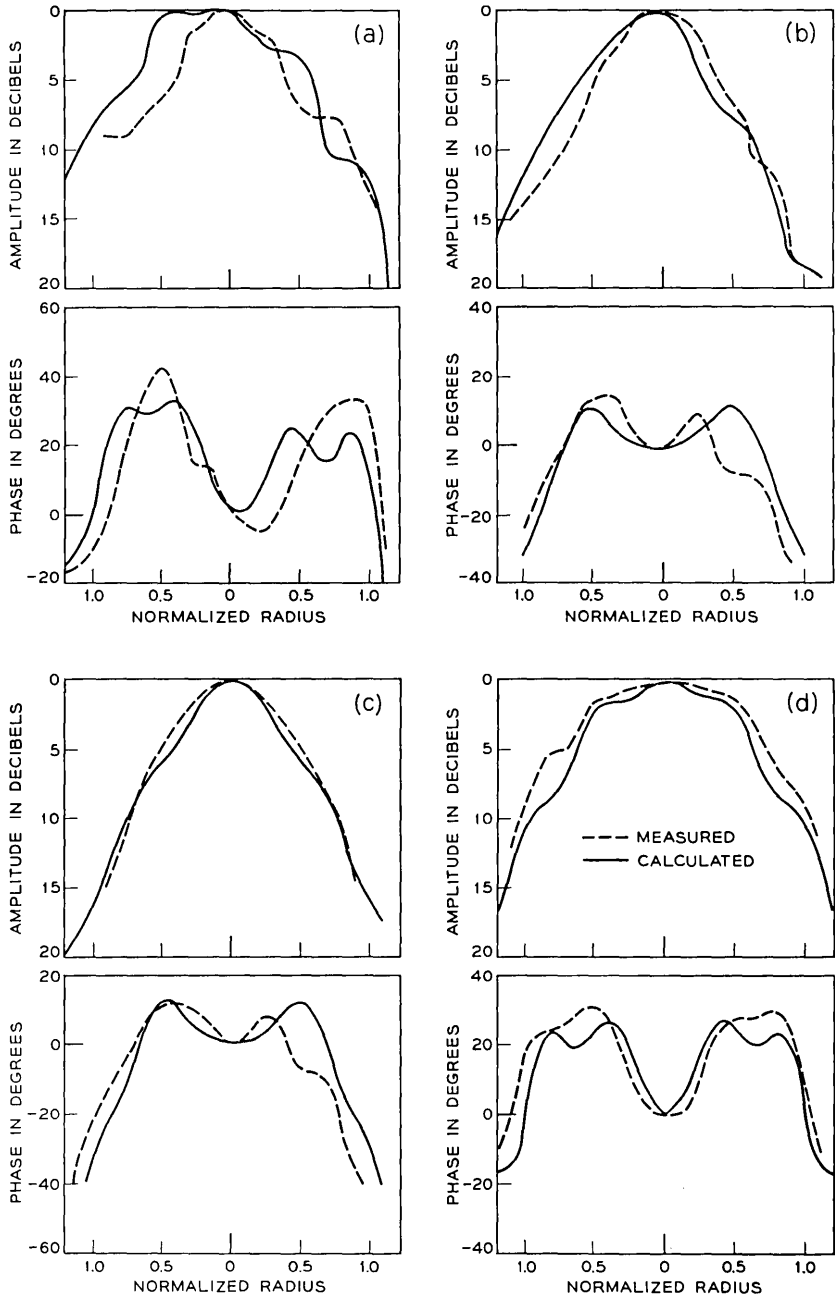 (a)
AMPLITUDE IN DECIBELS
0
5
10
15
20
PHASE IN DEGREES
60
40
20
0
-20
1.0 0.5 0 0.5 1.0
NORMALIZED RADIUS
(b)
AMPLITUDE IN DECIBELS
0
5
10
15
20
PHASE IN DEGREES
40
20
0
-20
-40
1.0 0.5 0 0.5 1.0
NORMALIZED RADIUS
(c)
AMPLITUDE IN DECIBELS
0
5
10
15
20
PHASE IN DEGREES
20
0
-20
-40
-60
1.0 0.5 0 0.5 1.0
NORMALIZED RADIUS
(d)
AMPLITUDE IN DECIBELS
0
5
10
15
20
MEASURED
CALCULATED
PHASE IN DEGREES
40
20
0
-20
-40
1.0 0.5 0 0.5 1.0
NORMALIZED RADIUS